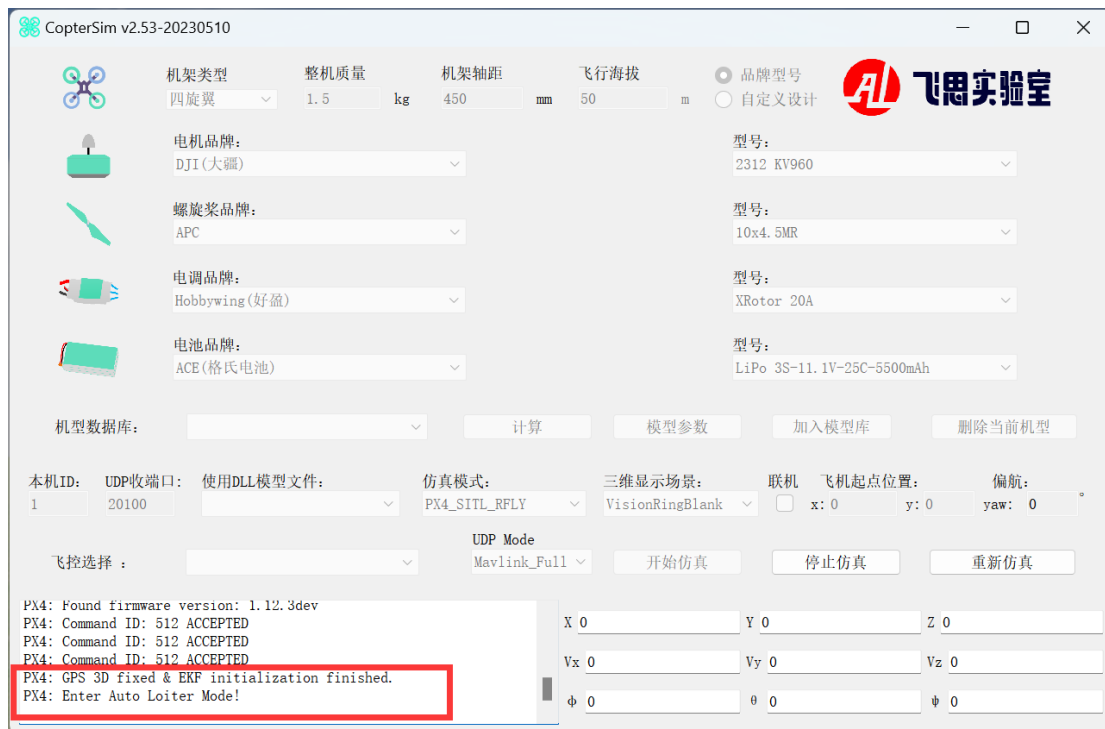 CopterSim v2.53-20230510
机架类型 整机质量 机架轴距 飞行海拔 品牌型号
四旋翼 1.5 kg 450 mm 50 m 自定义设计
AI 飞思实验室
电机品牌: 型号:
DJI(大疆) 2312 KV960
螺旋桨品牌: 型号:
APC 10x4.5MR
电调品牌: 型号:
Hobbywing(好盈) XRotor 20A
电池品牌: 型号:
ACE(格氏电池) LiPo 3S-11.1V-25C-5500mAh
机型数据库: 计算 模型参数 加入模型库 删除当前机型
本机ID: UDP收端口: 使用DLL模型文件: 仿真模式: 三维显示场景: 联机 飞机起点位置: 偏航:
1 20100 PX4_SITL_RFLY VisionRingBlank x: 0 y: 0 yaw: 0 °
UDP Mode
飞控选择 : Mavlink_Full 开始仿真 停止仿真 重新仿真
PX4: Found firmware version: 1.12.3dev
PX4: Command ID: 512 ACCEPTED
PX4: Command ID: 512 ACCEPTED
PX4: Command ID: 512 ACCEPTED
PX4: GPS 3D fixed & EKF initialization finished.
PX4: Enter Auto Loiter Mode!
X 0 Y 0 Z 0
Vx 0 Vy 0 Vz 0
ϕ 0 θ 0 ψ 0